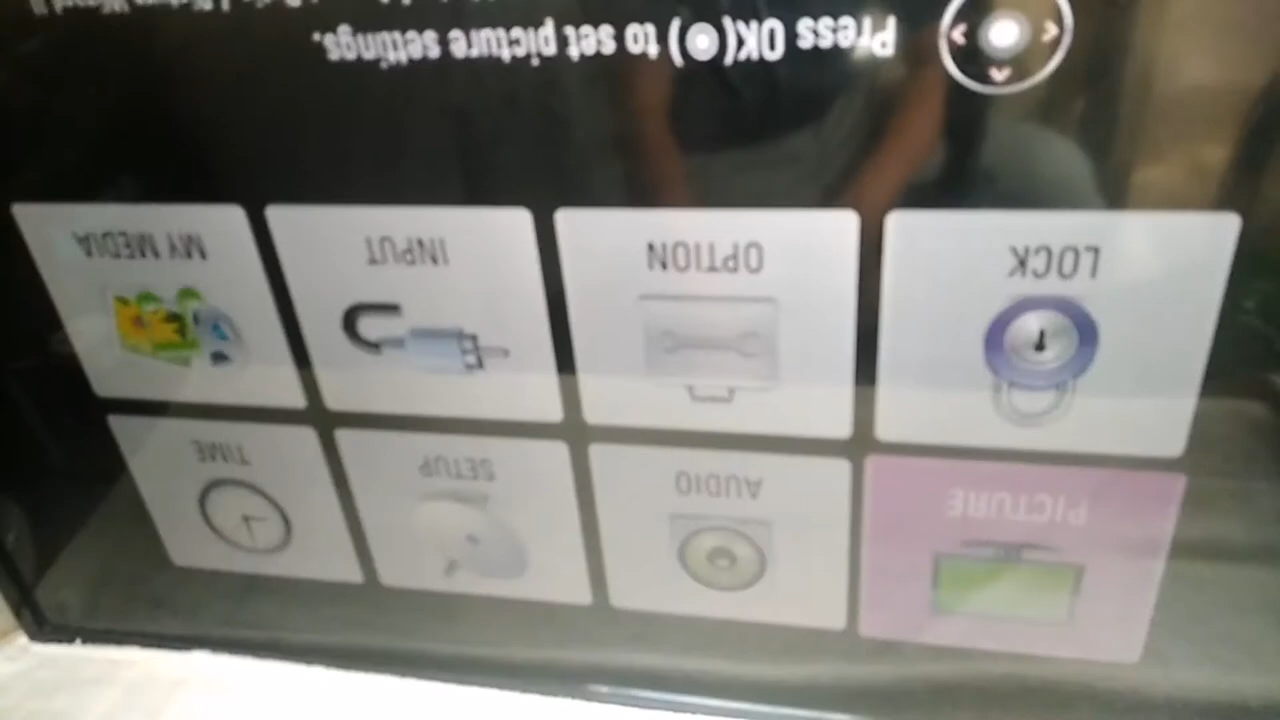 PICTURE AUDIO SETUP TIME
LOCK OPTION INPUT MY MEDIA
Press OK(◉) to set picture settings.